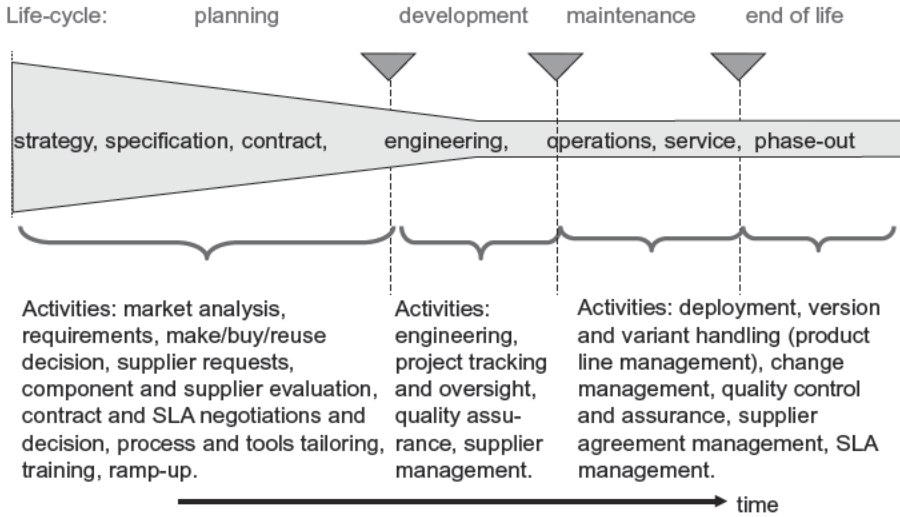 Life-cycle: planning development maintenance end of life
strategy, specification, contract, engineering, operations, service, phase-out
Activities: market analysis,
requirements, make/buy/reuse
decision, supplier requests,
component and supplier evaluation,
contract and SLA negotiations and
decision, process and tools tailoring,
training, ramp-up.
Activities:
engineering,
project tracking
and oversight,
quality assu-
rance, supplier
management.
Activities: deployment, version
and variant handling (product
line management), change
management, quality control
and assurance, supplier
agreement management, SLA
management.
time